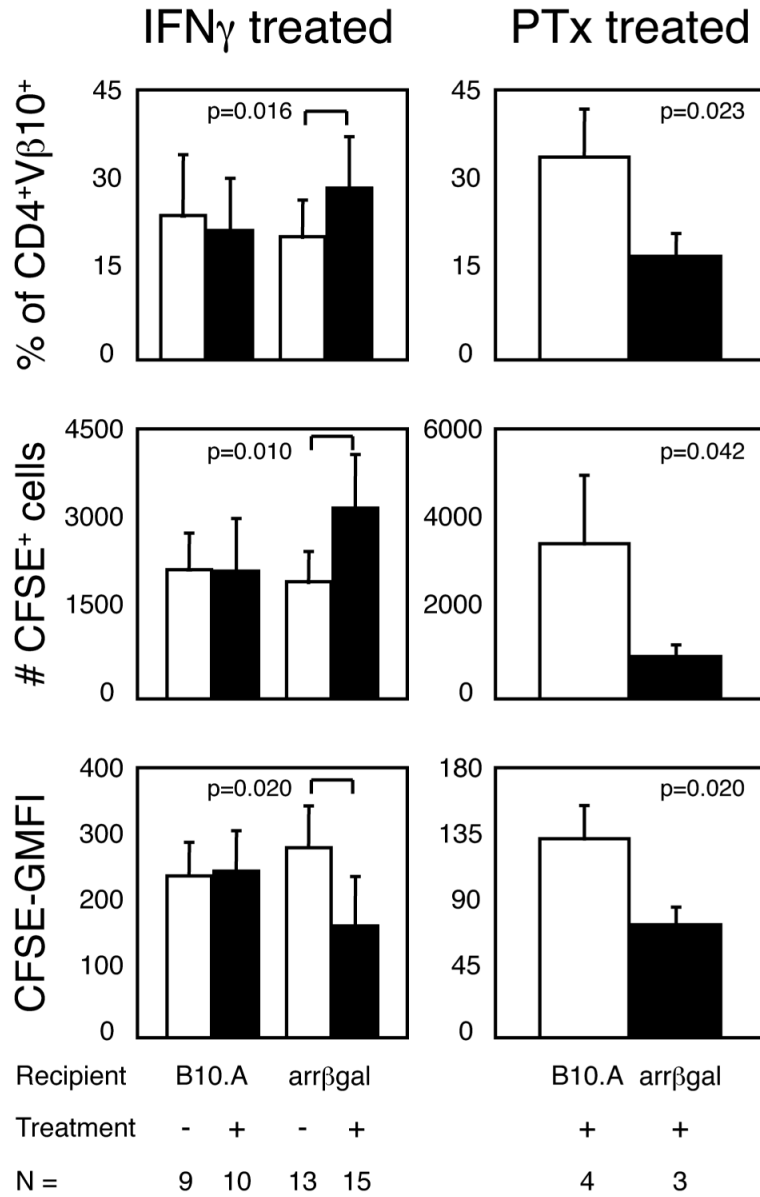 IFNγ treated PTx treated
% of CD4⁺Vβ10⁺
45
30
15
0
p=0.016
45
30
15
0
p=0.023
# CFSE⁺ cells
4500
3000
1500
0
p=0.010
6000
4000
2000
0
p=0.042
CFSE-GMFI
400
300
200
100
0
p=0.020
180
135
90
45
0
p=0.020
Recipient B10.A arrβgal B10.A arrβgal
Treatment - + - + + +
N = 9 10 13 15 4 3